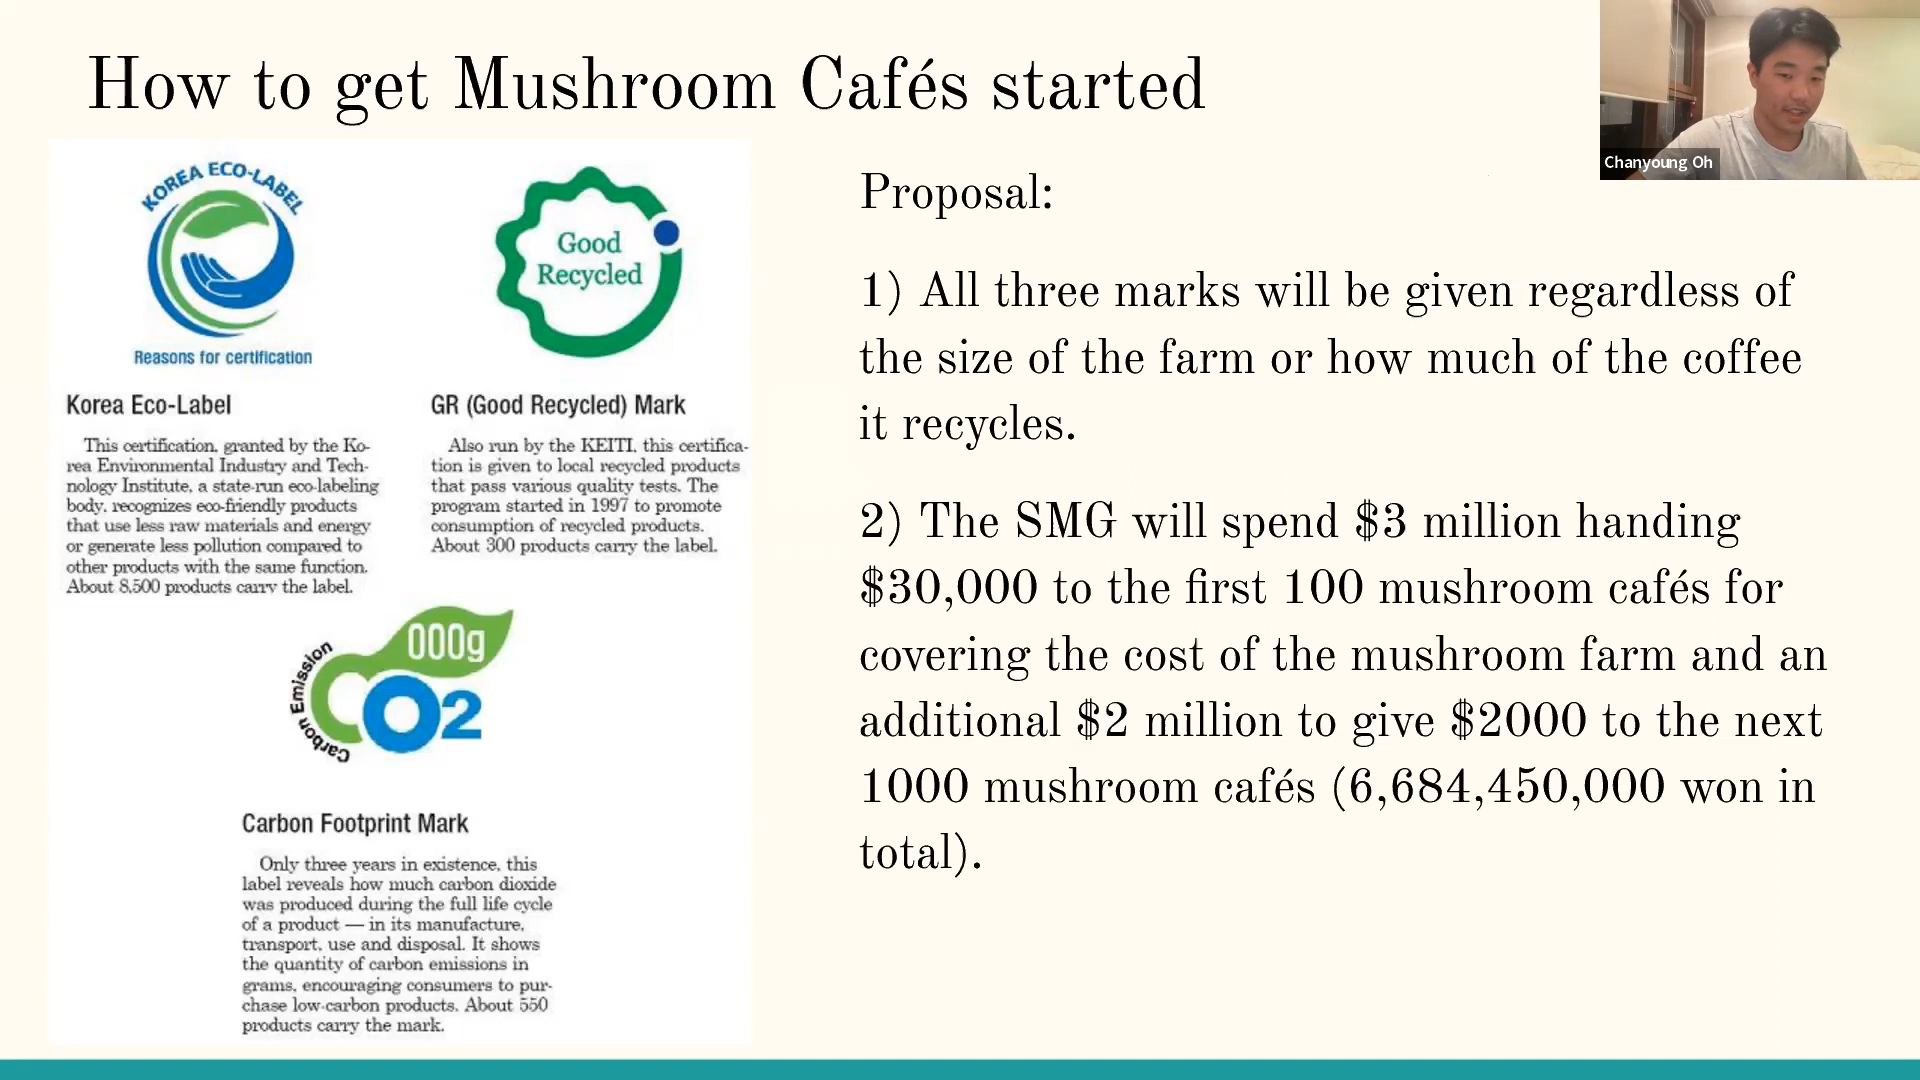 How to get Mushroom Cafés started
Chanyoung Oh
KOREA ECO-LABEL
Reasons for certification
Korea Eco-Label
This certification, granted by the Ko-
rea Environmental Industry and Tech-
nology Institute, a state-run eco-labeling
body, recognizes eco-friendly products
that use less raw materials and energy
or generate less pollution compared to
other products with the same function.
About 8,500 products carry the label.
Good
Recycled
GR (Good Recycled) Mark
Also run by the KEITI, this certifica-
tion is given to local recycled products
that pass various quality tests. The
program started in 1997 to promote
consumption of recycled products.
About 300 products carry the label.
000g
CO2
Carbon Emission
Carbon Footprint Mark
Only three years in existence, this
label reveals how much carbon dioxide
was produced during the full life cycle
of a product — in its manufacture,
transport, use and disposal. It shows
the quantity of carbon emissions in
grams, encouraging consumers to pur-
chase low-carbon products. About 550
products carry the mark.
Proposal:
1) All three marks will be given regardless of
the size of the farm or how much of the coffee
it recycles.
2) The SMG will spend $3 million handing
$30,000 to the first 100 mushroom cafés for
covering the cost of the mushroom farm and an
additional $2 million to give $2000 to the next
1000 mushroom cafés (6,684,450,000 won in
total).